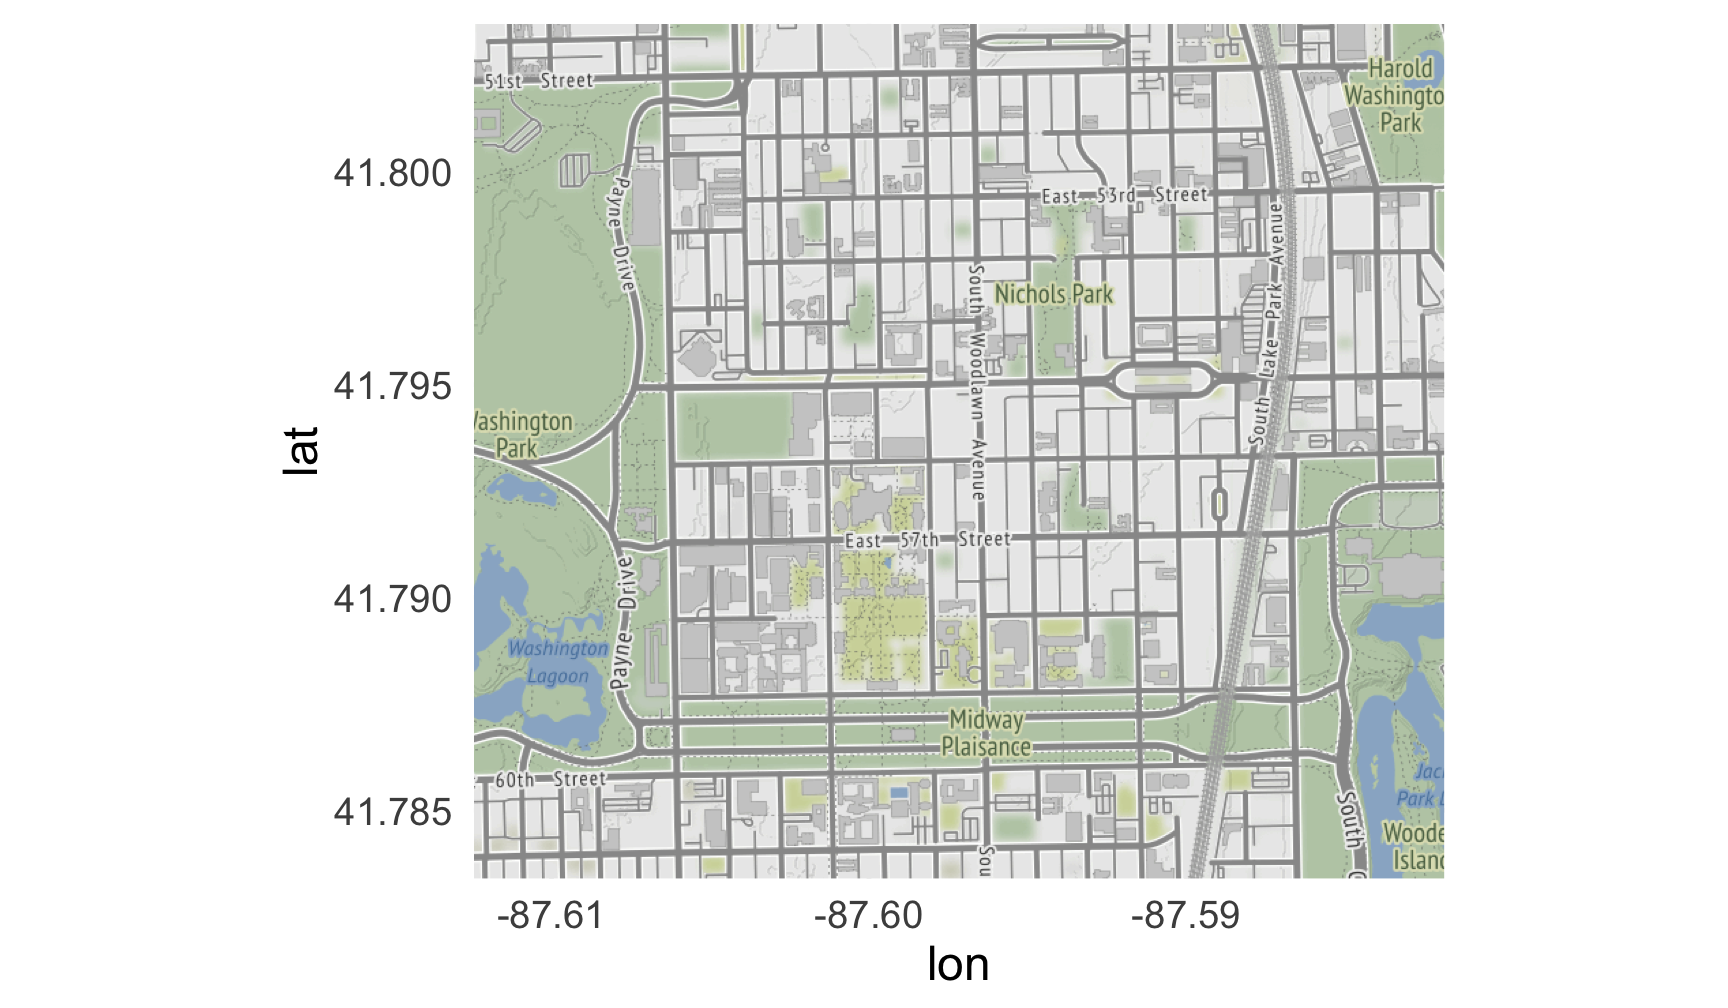 51st Street
Harold
Washingto
Park
41.800
East 53rd Street
Payne Drive
South Lake Park Avenue
Nichols Park
South Woodlawn Avenue
41.795
ashington
Park
lat
East 57th Street
41.790
Payne Drive
Washington
Lagoon
Midway
Plaisance
60th Street
Jac
Park L
41.785
South
Woode
Islanc
Sou
-87.61
-87.60
-87.59
lon